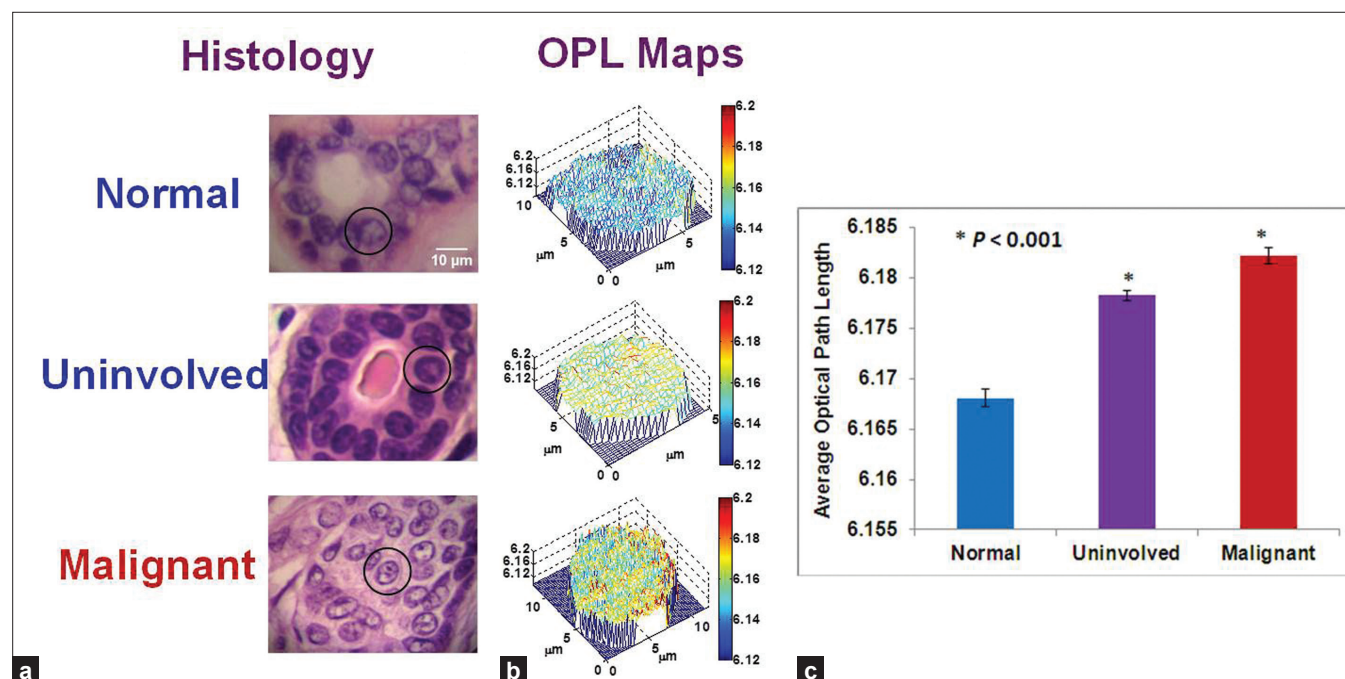 Histology
OPL Maps
Normal
10 μm
Uninvolved
Malignant
6.2
6.16
6.12
10
5
0
0
5
μm
μm
6.2
6.18
6.16
6.14
6.12
6.2
6.16
6.12
5
0
0
5
μm
μm
6.2
6.18
6.16
6.14
6.12
6.2
6.16
6.12
10
5
0
0
5
10
μm
μm
6.2
6.18
6.16
6.14
6.12
* P < 0.001
*
*
Average Optical Path Length
6.185
6.18
6.175
6.17
6.165
6.16
6.155
Normal
Uninvolved
Malignant
a
b
c